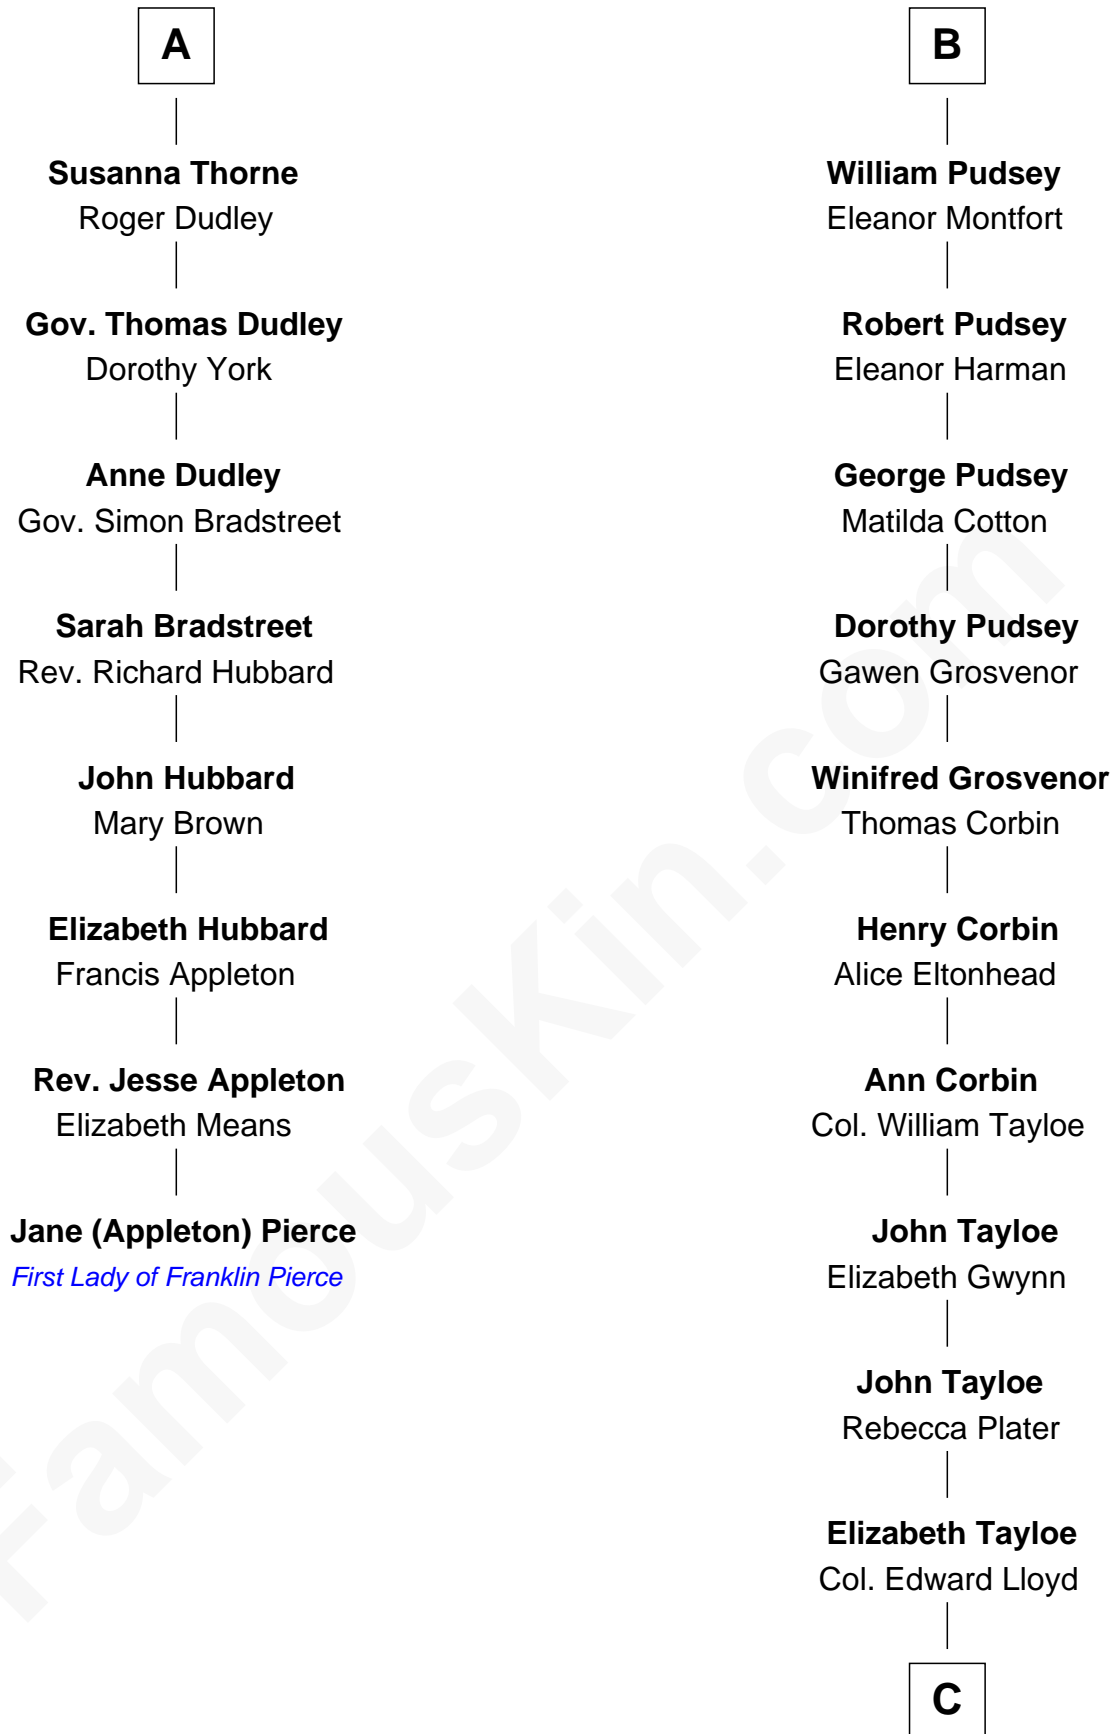 A
Susanna Thorne
Roger Dudley
Gov. Thomas Dudley
Dorothy York
Anne Dudley
Gov. Simon Bradstreet
Sarah Bradstreet
Rev. Richard Hubbard
John Hubbard
Mary Brown
Elizabeth Hubbard
Francis Appleton
Rev. Jesse Appleton
Elizabeth Means
Jane (Appleton) Pierce
First Lady of Franklin Pierce
B
William Pudsey
Eleanor Montfort
Robert Pudsey
Eleanor Harman
George Pudsey
Matilda Cotton
Dorothy Pudsey
Gawen Grosvenor
Winifred Grosvenor
Thomas Corbin
Henry Corbin
Alice Eltonhead
Ann Corbin
Col. William Tayloe
John Tayloe
Elizabeth Gwynn
John Tayloe
Rebecca Plater
Elizabeth Tayloe
Col. Edward Lloyd
C
FamousKin.com